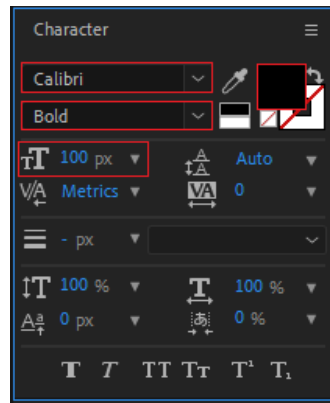 Character
Calibri
Bold
100 px
Auto
Metrics
0
- px
100 %
100 %
0 px
0 %
T T TT Tт T¹ T₁